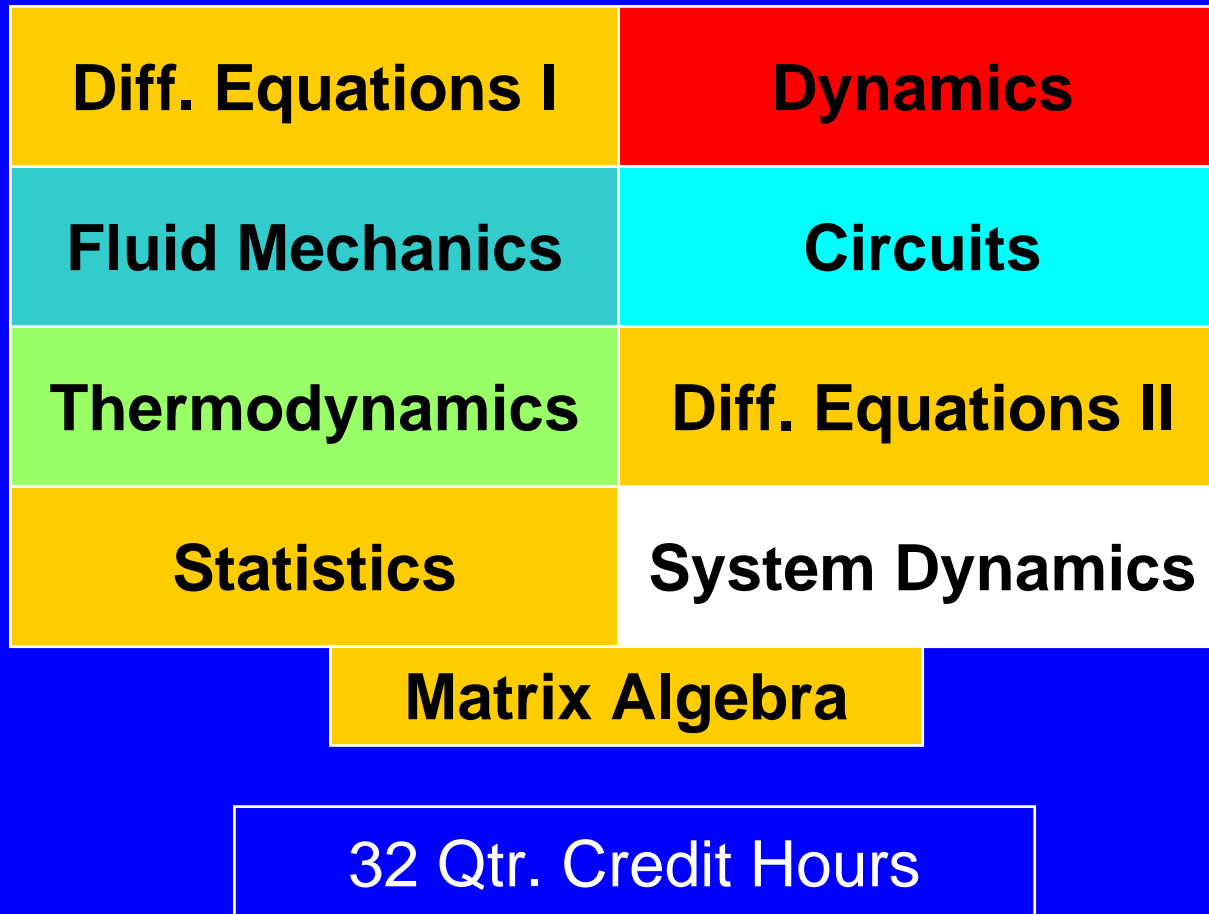 Diff. Equations I
Dynamics
Fluid Mechanics
Circuits
Thermodynamics
Diff. Equations II
Statistics
System Dynamics
Matrix Algebra
32 Qtr. Credit Hours